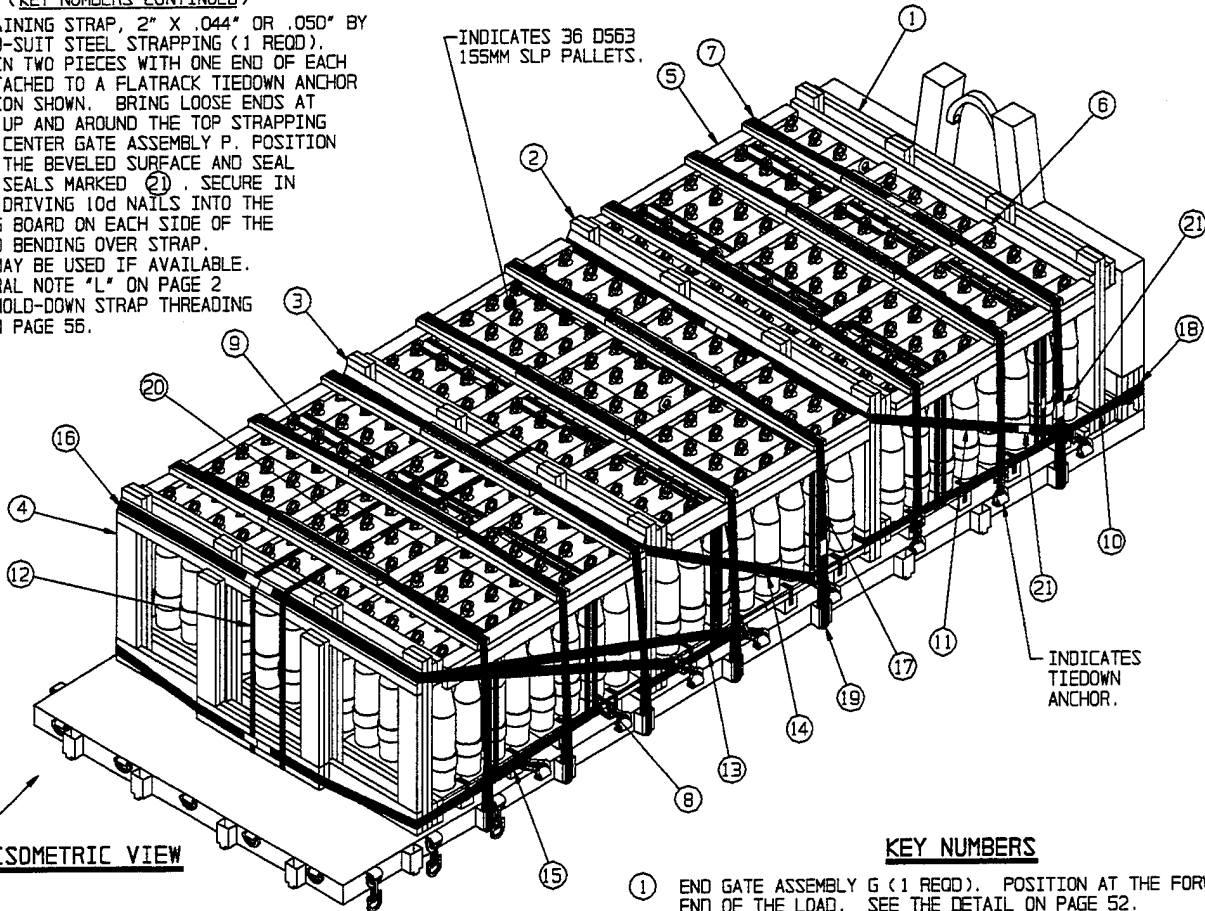 (KEY NUMBERS CONTINUED)
AINING STRAP, 2" X .044" OR .050" BY
-SUIT STEEL STRAPPING (1 REQD).
IN TWO PIECES WITH ONE END OF EACH
TACHED TO A FLATRACK TIEDOWN ANCHOR
ION SHOWN. BRING LOOSE ENDS AT
UP AND AROUND THE TOP STRAPPING
CENTER GATE ASSEMBLY P. POSITION
THE BEVELED SURFACE AND SEAL
SEALS MARKED 21 . SECURE IN
DRIVING 10d NAILS INTO THE
G BOARD ON EACH SIDE OF THE
D BENDING OVER STRAP.
MAY BE USED IF AVAILABLE.
RAL NOTE "L" ON PAGE 2
HOLD-DOWN STRAP THREADING
N PAGE 56.
INDICATES 36 D563
155MM SLP PALLETS.
1
7
5
6
2
21
3
18
9
20
16
4
12
10
21
11
17
INDICATES
TIEDOWN
ANCHOR.
19
14
13
8
15
ISOMETRIC VIEW
KEY NUMBERS
1 END GATE ASSEMBLY G (1 REQD). POSITION AT THE FORW
END OF THE LOAD. SEE THE DETAIL ON PAGE 52.